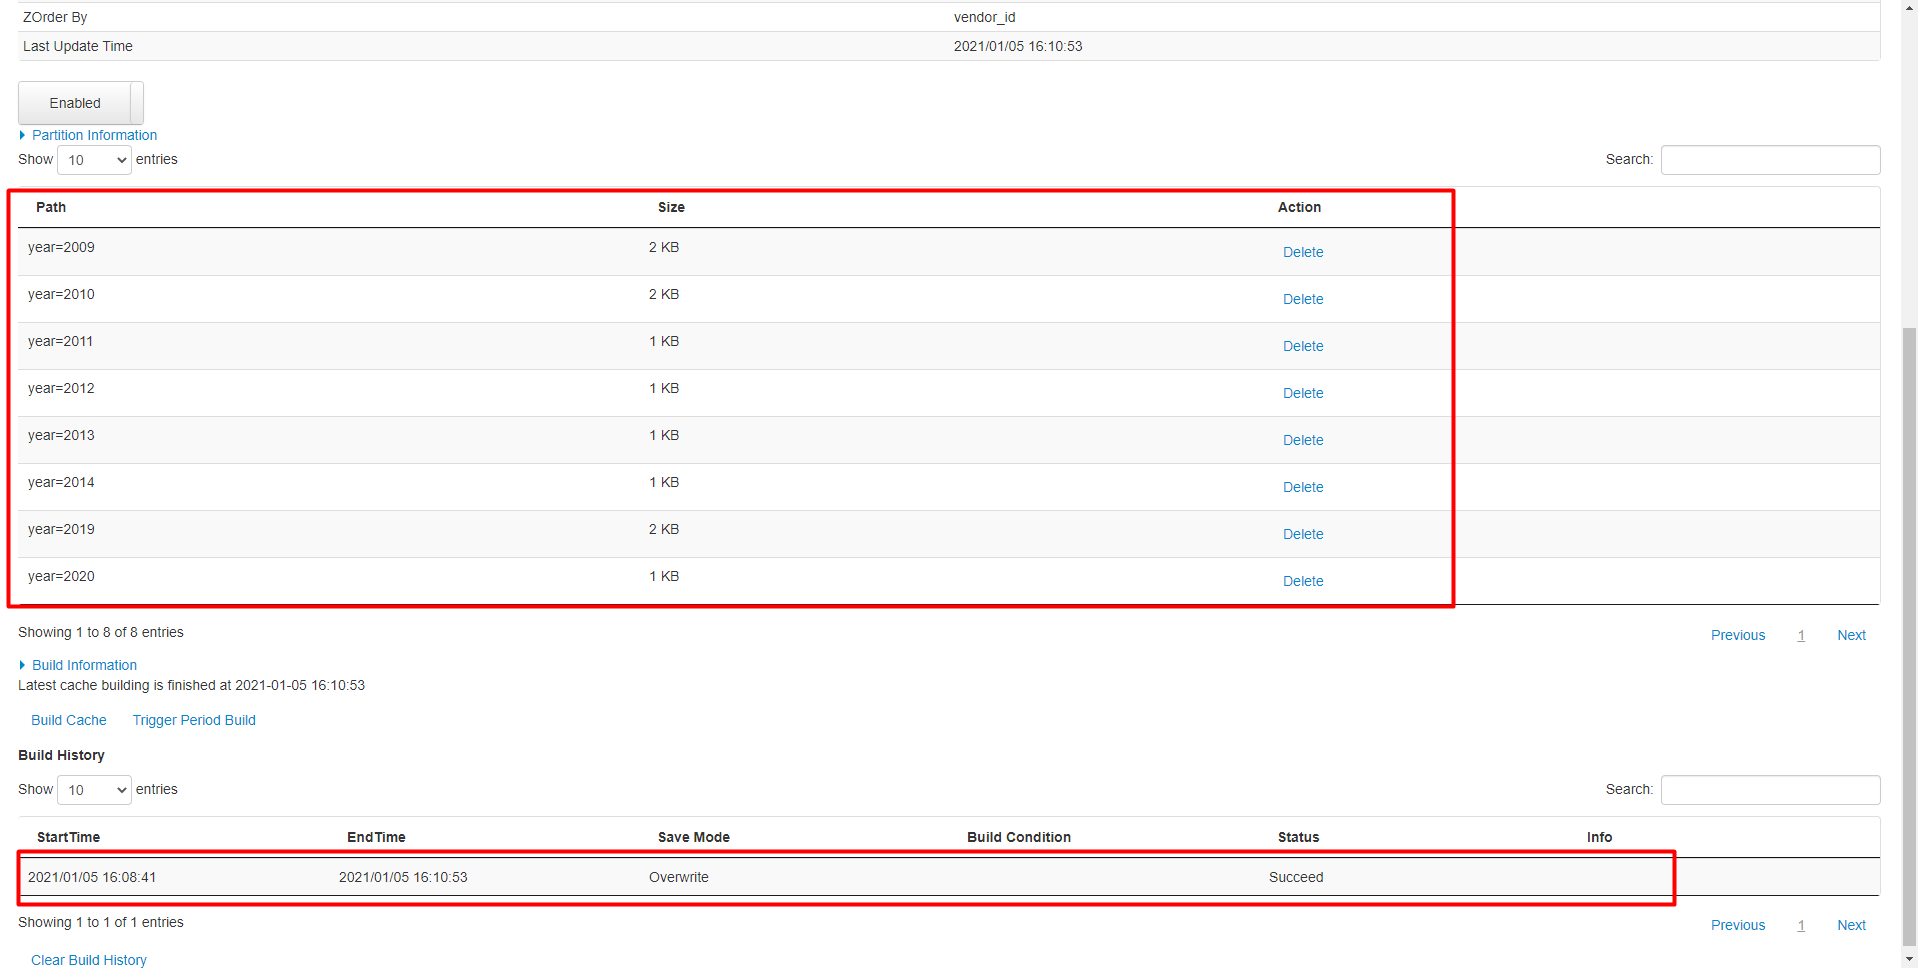 ZOrder By vendor_id
Last Update Time 2021/01/05 16:10:53
Enabled
Partition Information
Show 10 entries Search:
Path Size Action
year=2009 2 KB Delete
year=2010 2 KB Delete
year=2011 1 KB Delete
year=2012 1 KB Delete
year=2013 1 KB Delete
year=2014 1 KB Delete
year=2019 2 KB Delete
year=2020 1 KB Delete
Showing 1 to 8 of 8 entries Previous 1 Next
Build Information
Latest cache building is finished at 2021-01-05 16:10:53
Build Cache Trigger Period Build
Build History
Show 10 entries Search:
StartTime EndTime Save Mode Build Condition Status Info
2021/01/05 16:08:41 2021/01/05 16:10:53 Overwrite Succeed
Showing 1 to 1 of 1 entries Previous 1 Next
Clear Build History